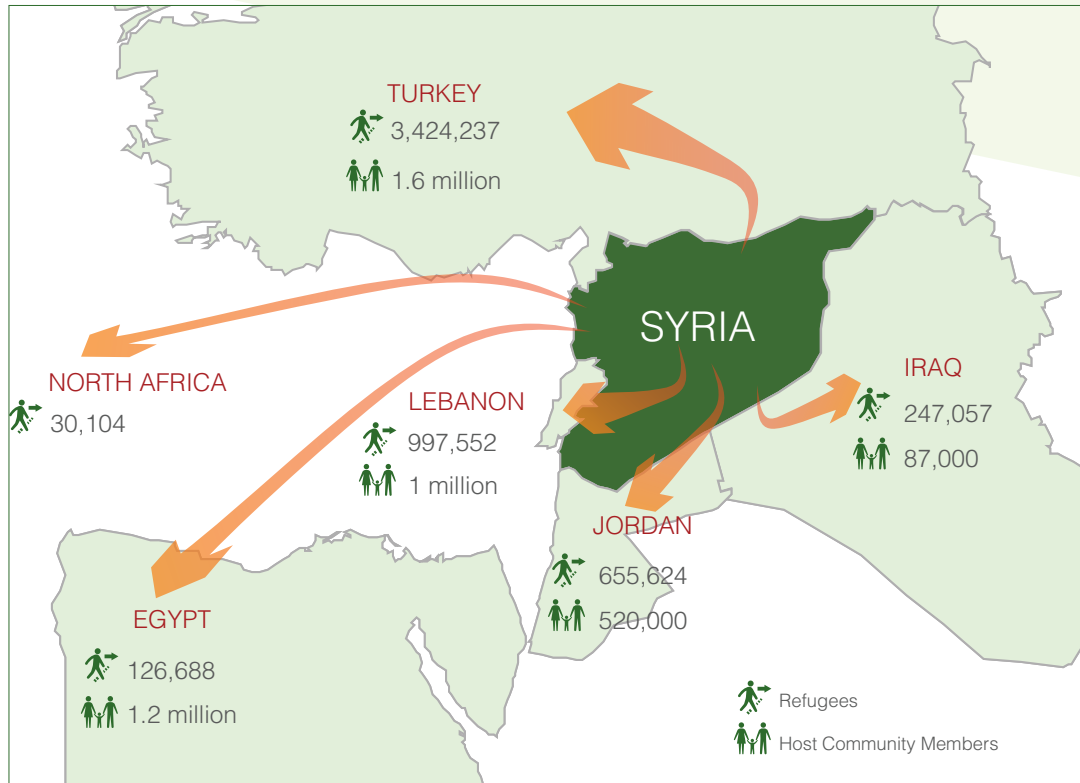 TURKEY
3,424,237
1.6 million
SYRIA
NORTH AFRICA
30,104
LEBANON
997,552
1 million
IRAQ
247,057
87,000
JORDAN
655,624
520,000
EGYPT
126,688
1.2 million
Refugees
Host Community Members